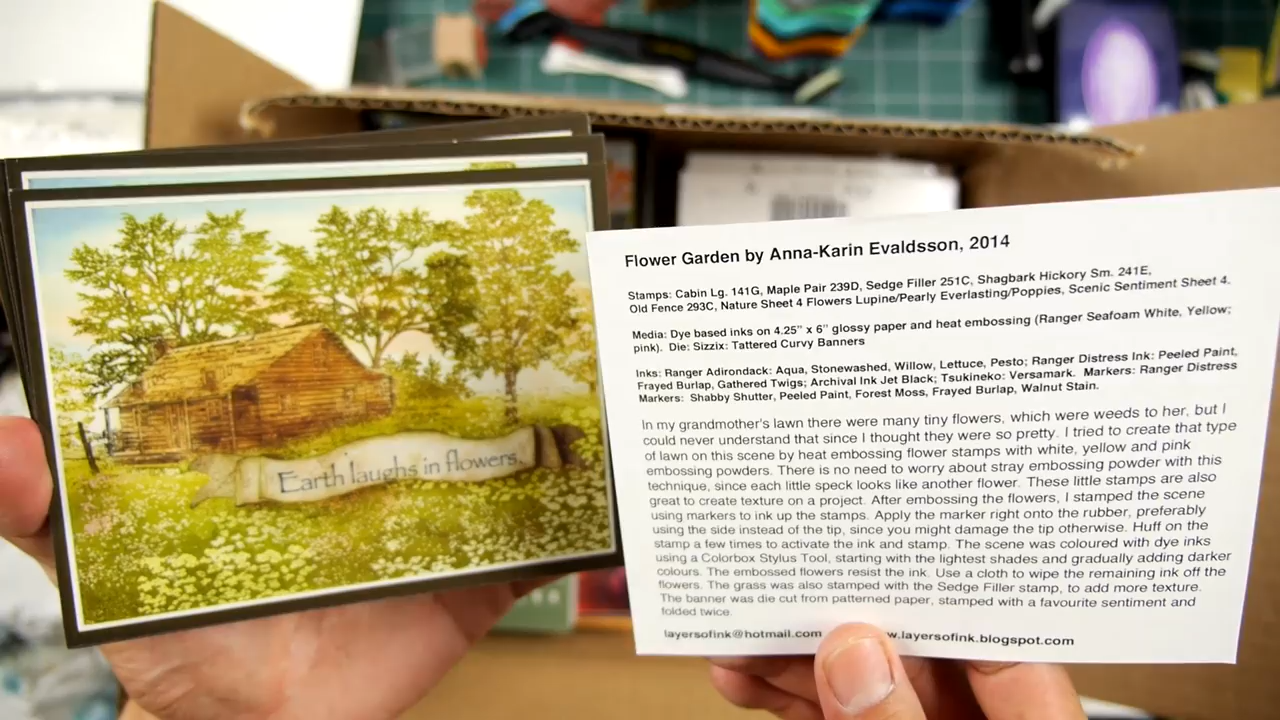 Earth laughs in flowers.
Flower Garden by Anna-Karin Evaldsson, 2014
Stamps: Cabin Lg. 141G, Maple Pair 239D, Sedge Filler 251C, Shagbark Hickory Sm. 241E,
Old Fence 293C, Nature Sheet 4 Flowers Lupine/Pearly Everlasting/Poppies, Scenic Sentiment Sheet 4.
Media: Dye based inks on 4.25" x 6" glossy paper and heat embossing (Ranger Seafoam White, Yellow;
pink). Die: Sizzix: Tattered Curvy Banners
Inks: Ranger Adirondack: Aqua, Stonewashed, Willow, Lettuce, Pesto; Ranger Distress Ink: Peeled Paint,
Frayed Burlap, Gathered Twigs; Archival Ink Jet Black; Tsukineko: Versamark. Markers: Ranger Distress
Markers: Shabby Shutter, Peeled Paint, Forest Moss, Frayed Burlap, Walnut Stain.
In my grandmother's lawn there were many tiny flowers, which were weeds to her, but I
could never understand that since I thought they were so pretty. I tried to create that type
of lawn on this scene by heat embossing flower stamps with white, yellow and pink
embossing powders. There is no need to worry about stray embossing powder with this
technique, since each little speck looks like another flower. These little stamps are also
great to create texture on a project. After embossing the flowers, I stamped the scene
using markers to ink up the stamps. Apply the marker right onto the rubber, preferably
using the side instead of the tip, since you might damage the tip otherwise. Huff on the
stamp a few times to activate the ink and stamp. The scene was coloured with dye inks
using a Colorbox Stylus Tool, starting with the lightest shades and gradually adding darker
colours. The embossed flowers resist the ink. Use a cloth to wipe the remaining ink off the
flowers. The grass was also stamped with the Sedge Filler stamp, to add more texture.
The banner was die cut from patterned paper, stamped with a favourite sentiment and
folded twice.
layersofink@hotmail.com w.layersofink.blogspot.com